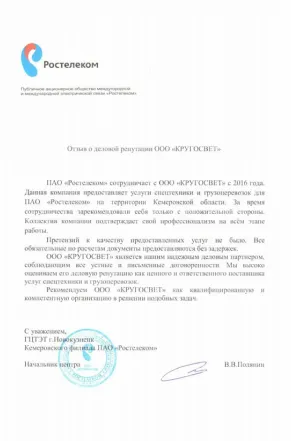 Ростелеком
Публичное акционерное общество междугородной
и международной электрической связи «Ростелеком»
Отзыв о деловой репутации ООО «КРУГОСВЕТ»
ПАО «Ростелеком» сотрудничает с ООО «КРУГОСВЕТ» с 2016 года.
Данная компания предоставляет услуги спецтехники и грузоперевозок для
ПАО «Ростелеком» на территории Кемеровской области. За время
сотрудничества зарекомендовали себя только с положительной стороны.
Коллектив компании подтверждает свой профессионализм на всём этапе
работы.
Претензий к качеству предоставленных услуг не было. Все
обязательные по расчетам документы предоставляются без задержек.
ООО «КРУГОСВЕТ» является нашим надежным деловым партнером,
соблюдающим все устные и письменные договоренности. Мы высоко
оцениваем его деловую репутацию как ценного и ответственного поставщика
услуг спецтехники и грузоперевозок.
Рекомендуем ООО «КРУГОСВЕТ» как квалифицированную и
компетентную организацию в решении подобных задач.
С уважением,
ГЦТЭТ г.Новокузнецк
Кемеровского филиала ПАО «Ростелеком»
Начальник центра В.В.Полянин